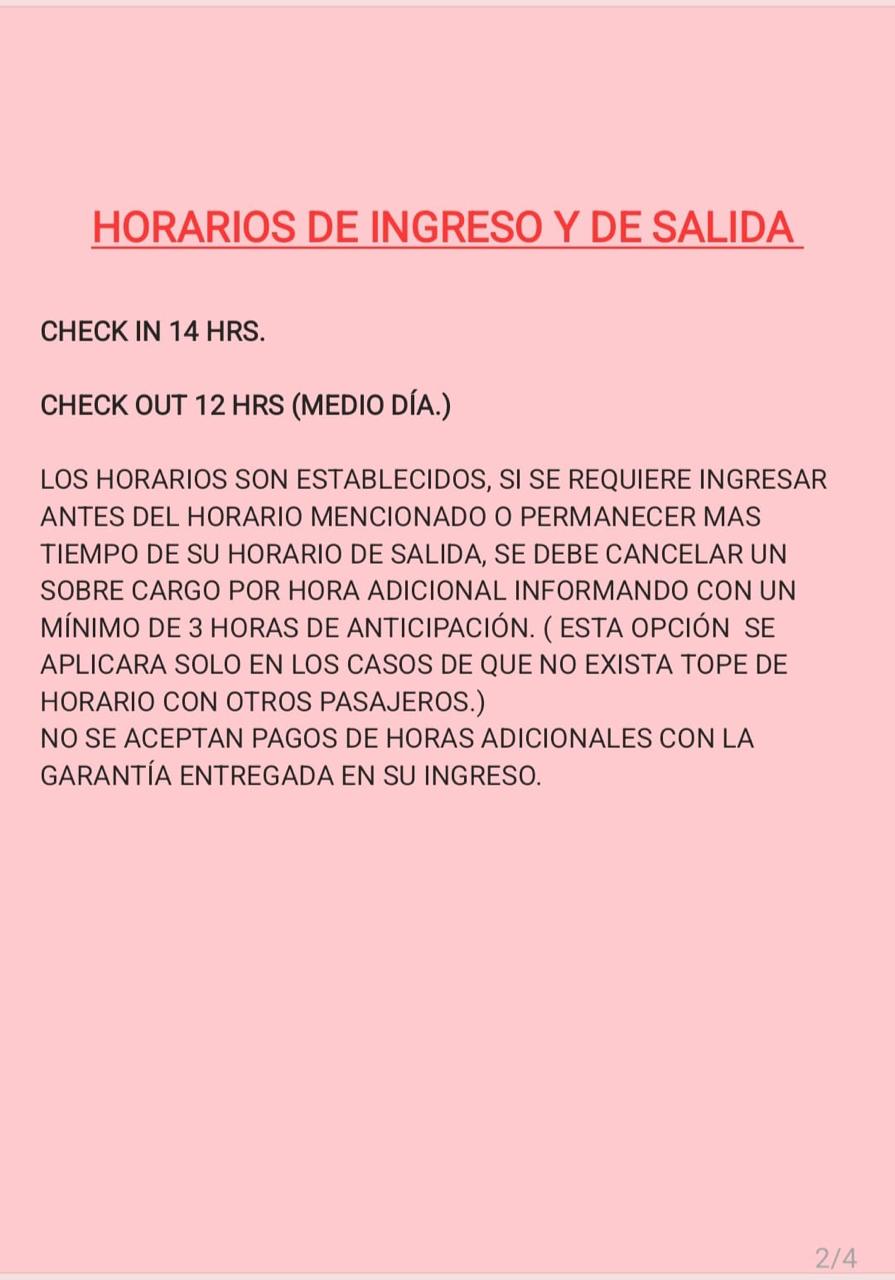 HORARIOS DE INGRESO Y DE SALIDA
CHECK IN 14 HRS.
CHECK OUT 12 HRS (MEDIO DÍA.)
LOS HORARIOS SON ESTABLECIDOS, SI SE REQUIERE INGRESAR
ANTES DEL HORARIO MENCIONADO O PERMANECER MAS
TIEMPO DE SU HORARIO DE SALIDA, SE DEBE CANCELAR UN
SOBRE CARGO POR HORA ADICIONAL INFORMANDO CON UN
MÍNIMO DE 3 HORAS DE ANTICIPACIÓN. ( ESTA OPCIÓN  SE
APLICARA SOLO EN LOS CASOS DE QUE NO EXISTA TOPE DE
HORARIO CON OTROS PASAJEROS.)
NO SE ACEPTAN PAGOS DE HORAS ADICIONALES CON LA
GARANTÍA ENTREGADA EN SU INGRESO.
2/4